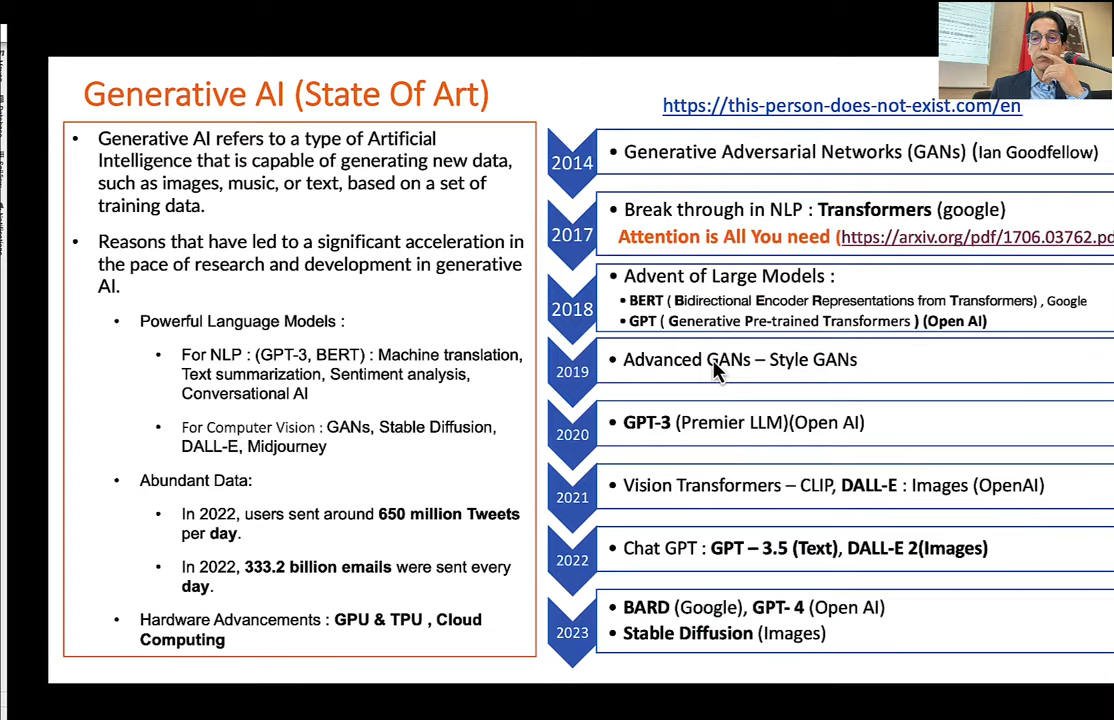 Generative AI (State Of Art)
• Generative AI refers to a type of Artificial
Intelligence that is capable of generating new data,
such as images, music, or text, based on a set of
training data.
• Reasons that have led to a significant acceleration in
the pace of research and development in generative
AI.
• Powerful Language Models :
• For NLP : (GPT-3, BERT) : Machine translation,
Text summarization, Sentiment analysis,
Conversational AI
• For Computer Vision : GANs, Stable Diffusion,
DALL-E, Midjourney
• Abundant Data:
• In 2022, users sent around 650 million Tweets
per day.
• In 2022, 333.2 billion emails were sent every
day.
• Hardware Advancements : GPU & TPU , Cloud
Computing
https://this-person-does-not-exist.com/en
2014
• Generative Adversarial Networks (GANs) (Ian Goodfellow)
2017
• Break through in NLP : Transformers (google)
Attention is All You need (https://arxiv.org/pdf/1706.03762.pd
2018
• Advent of Large Models :
• BERT ( Bidirectional Encoder Representations from Transformers) , Google
• GPT ( Generative Pre-trained Transformers ) (Open AI)
2019
• Advanced GANs – Style GANs
2020
• GPT-3 (Premier LLM)(Open AI)
2021
• Vision Transformers – CLIP, DALL-E : Images (OpenAI)
2022
• Chat GPT : GPT – 3.5 (Text), DALL-E 2(Images)
2023
• BARD (Google), GPT- 4 (Open AI)
• Stable Diffusion (Images)